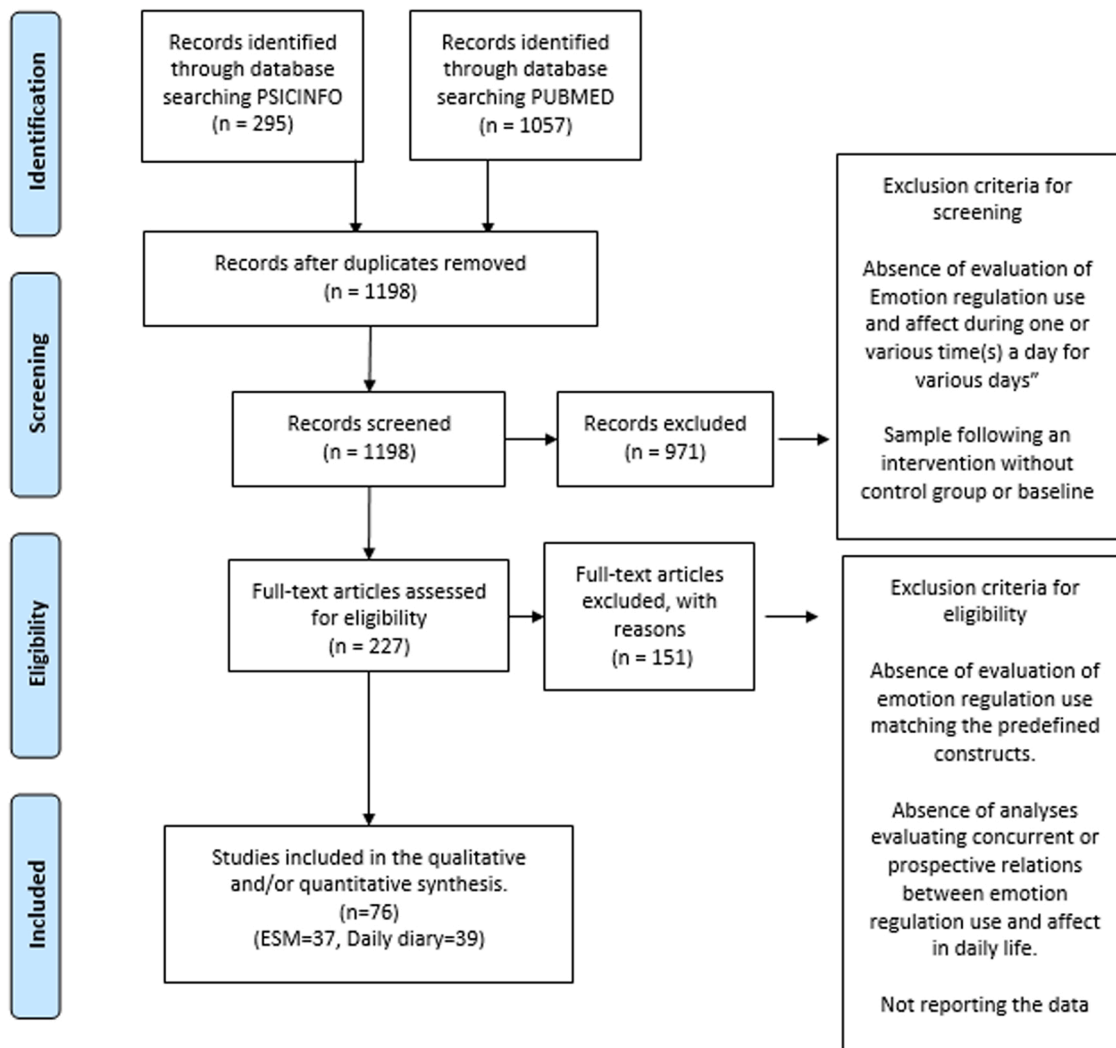 Identification
Records identified
through database
searching PSICINFO
(n = 295)
Records identified
through database
searching PUBMED
(n = 1057)
Records after duplicates removed
(n = 1198)
Screening
Records screened
(n = 1198)
Records excluded
(n = 971)
Exclusion criteria for
screening
Absence of evaluation of
Emotion regulation use
and affect during one or
various time(s) a day for
various days”
Sample following an
intervention without
control group or baseline
Eligibility
Full-text articles assessed
for eligibility
(n = 227)
Full-text articles
excluded, with
reasons
(n = 151)
Exclusion criteria for
eligibility
Absence of evaluation of
emotion regulation use
matching the predefined
constructs.
Absence of analyses
evaluating concurrent or
prospective relations
between emotion
regulation use and affect
in daily life.
Not reporting the data
Included
Studies included in the qualitative
and/or quantitative synthesis.
(n=76)
(ESM=37, Daily diary=39)